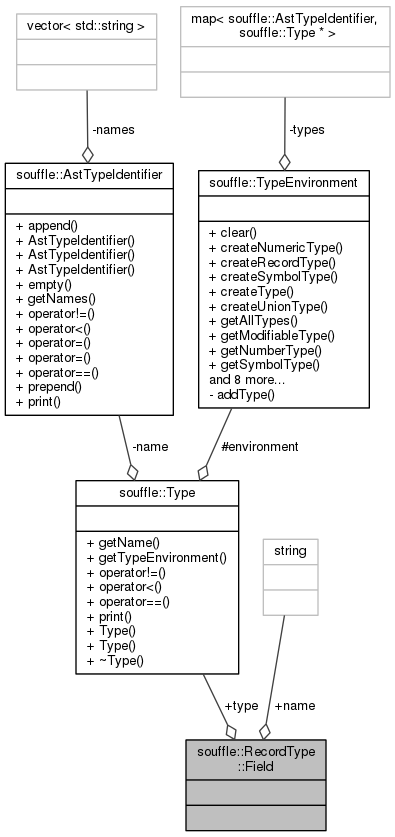 vector< std::string >
map< souffle::AstTypeIdentifier,
souffle::Type * >
-names
-types
souffle::AstTypeIdentifier
+ append()
+ AstTypeIdentifier()
+ AstTypeIdentifier()
+ AstTypeIdentifier()
+ empty()
+ getNames()
+ operator!=()
+ operator<()
+ operator=()
+ operator=()
+ operator==()
+ prepend()
+ print()
souffle::TypeEnvironment
+ clear()
+ createNumericType()
+ createRecordType()
+ createSymbolType()
+ createType()
+ createUnionType()
+ getAllTypes()
+ getModifiableType()
+ getNumberType()
+ getSymbolType()
and 8 more...
- addType()
-name
#environment
souffle::Type
+ getName()
+ getTypeEnvironment()
+ operator!=()
+ operator<()
+ operator==()
+ print()
+ Type()
+ Type()
+ ~Type()
string
+type
+name
souffle::RecordType
::Field